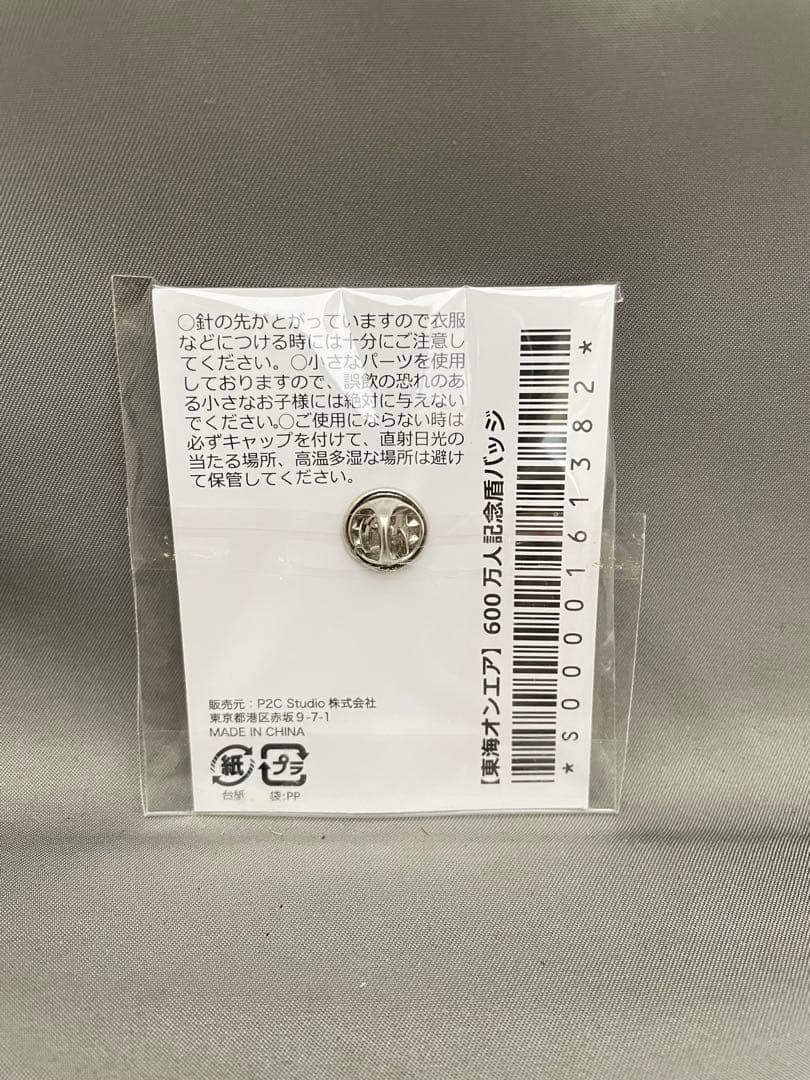 ○針の先がとがっていますので衣服
などにつける時には十分にご注意し
てください。○小さなパーツを使用
しておりますので、誤飲の恐れのあ
る小さなお子様には絶対に与えない
でください。○ご使用にならない時は
必ずキャップを付けて、直射日光の
当たる場所、高温多湿な場所は避け
て保管してください。
販売元：P2C Studio 株式会社
東京都港区赤坂9-7-1
MADE IN CHINA
紙 プラ
台紙 袋:PP
【東海オンエア】600万人記念盾バッジ
*S0000161382*